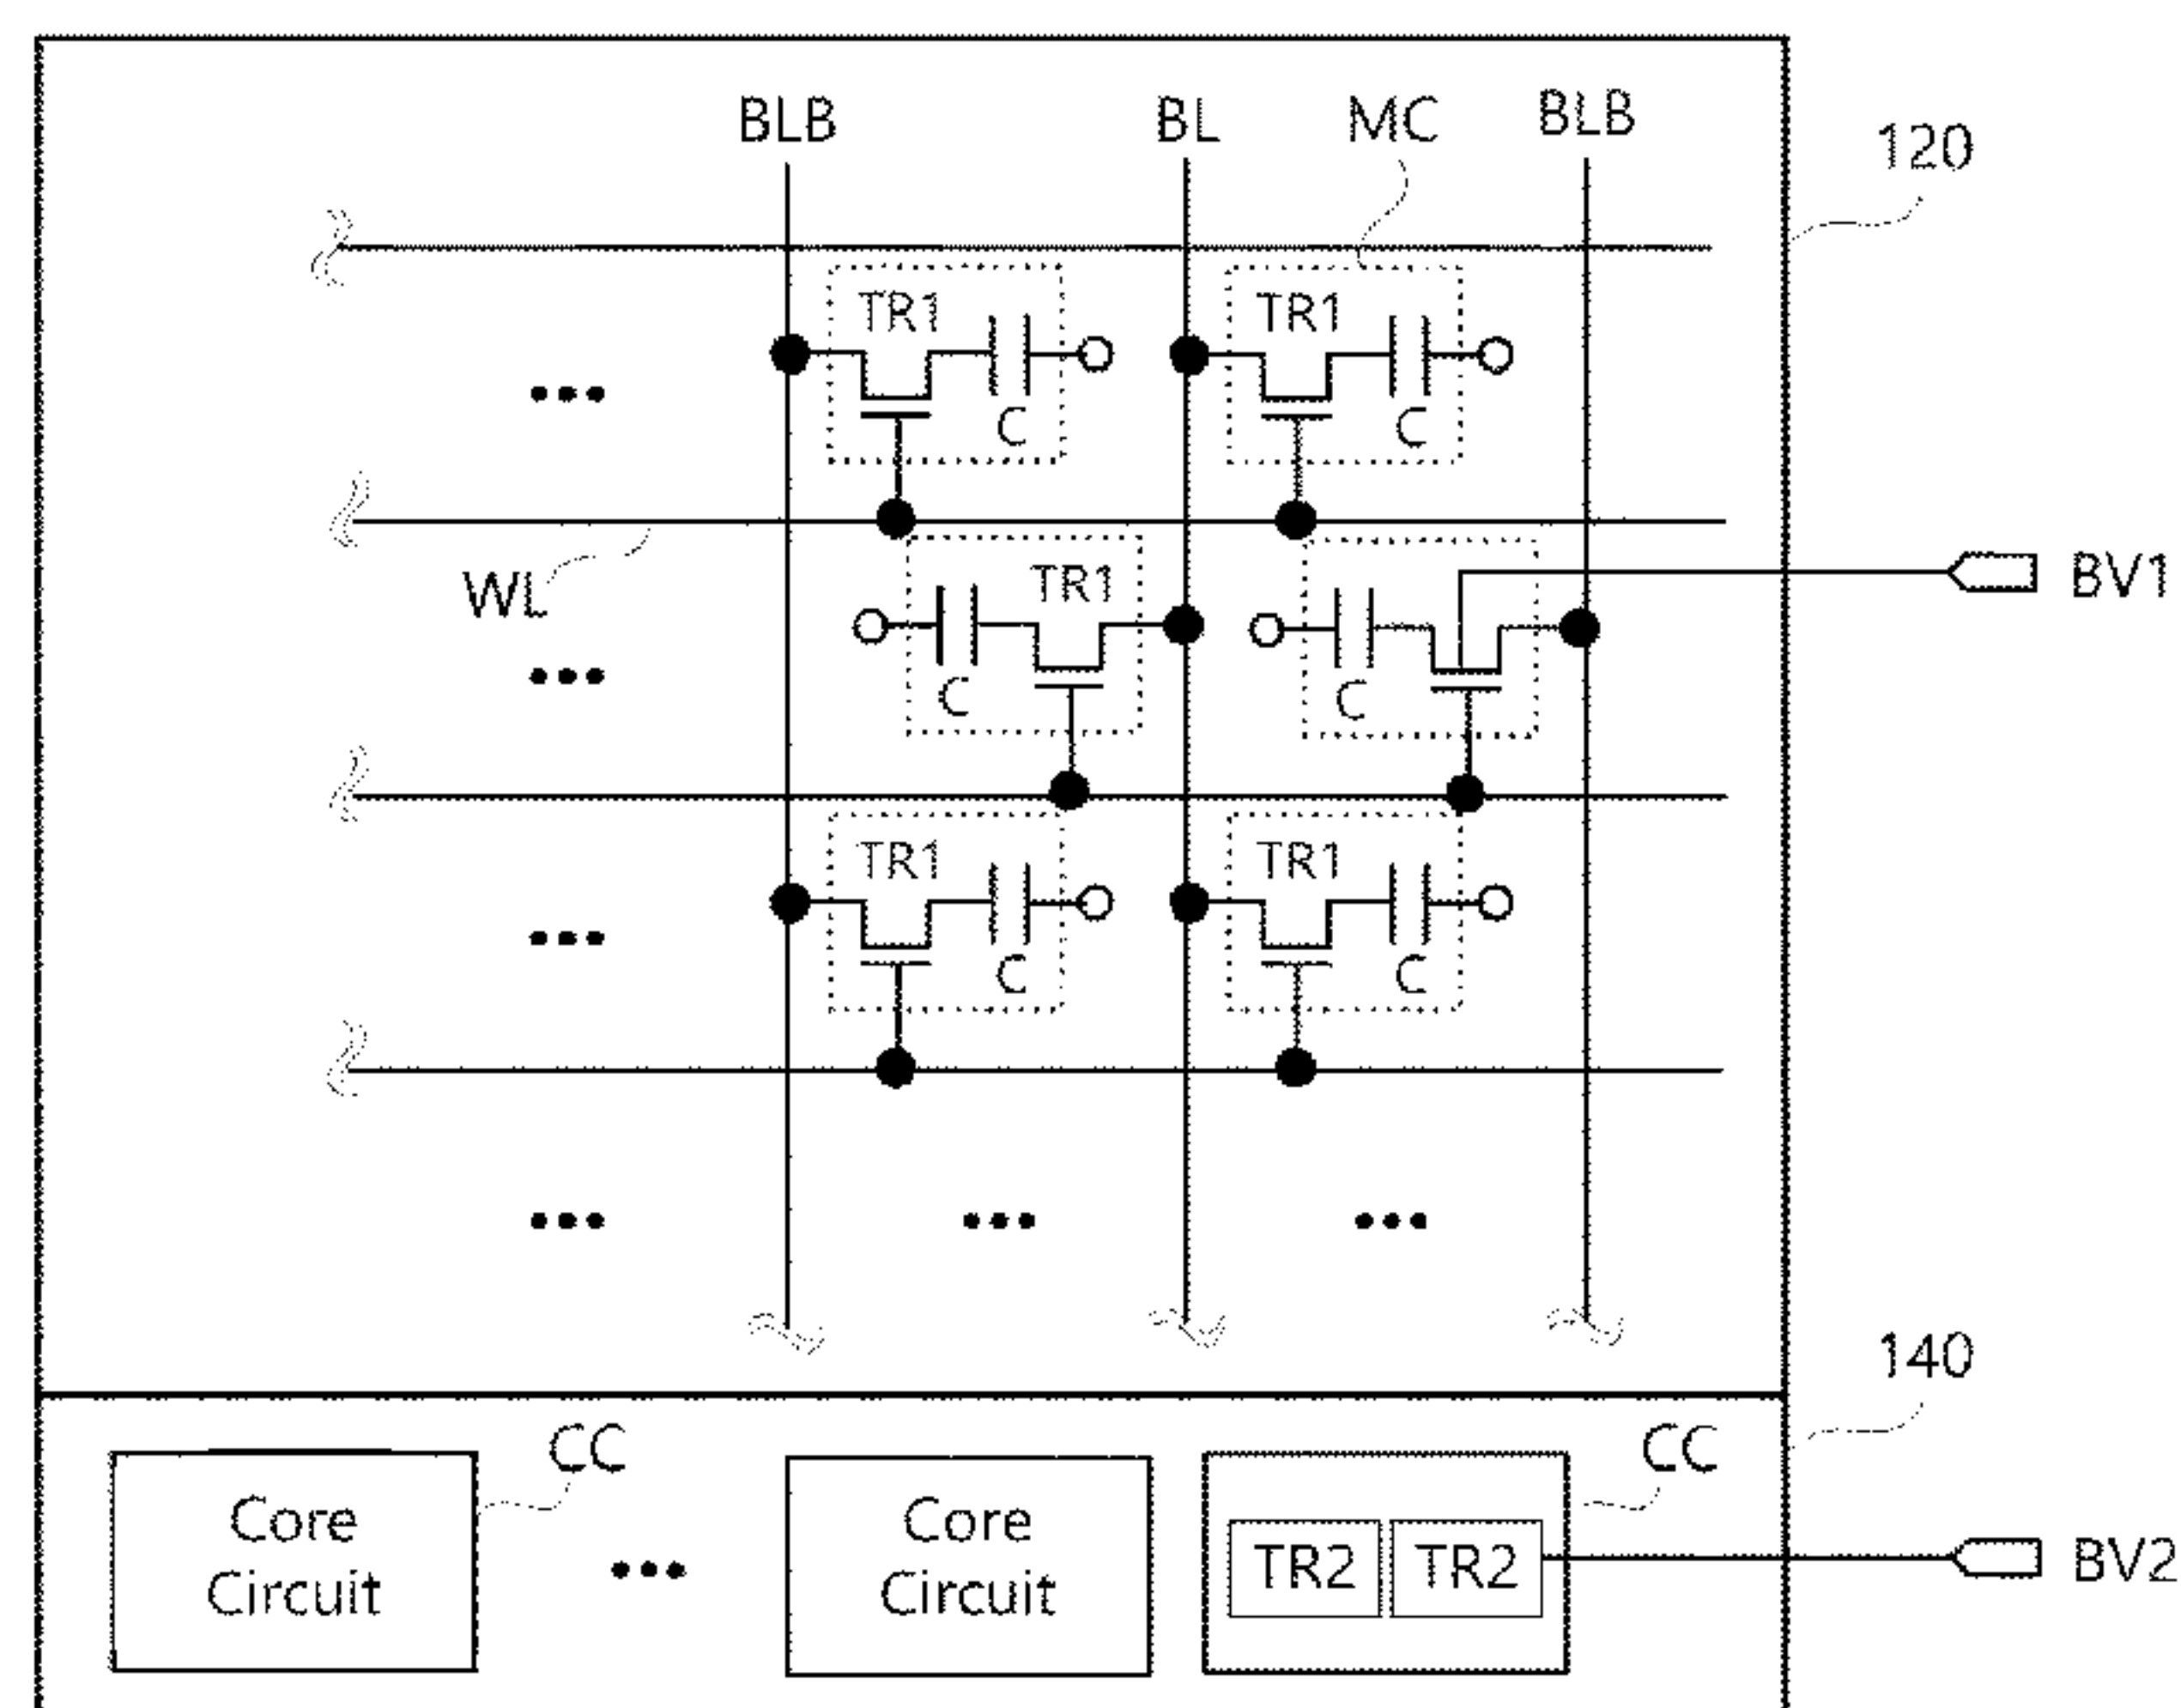 BLB BL MC BLB
120
TR1 TR1
C C
WL TR1 BV1
C C
TR1 TR1
C C
140
CC CC
Core Circuit
Core Circuit
TR2 TR2 BV2